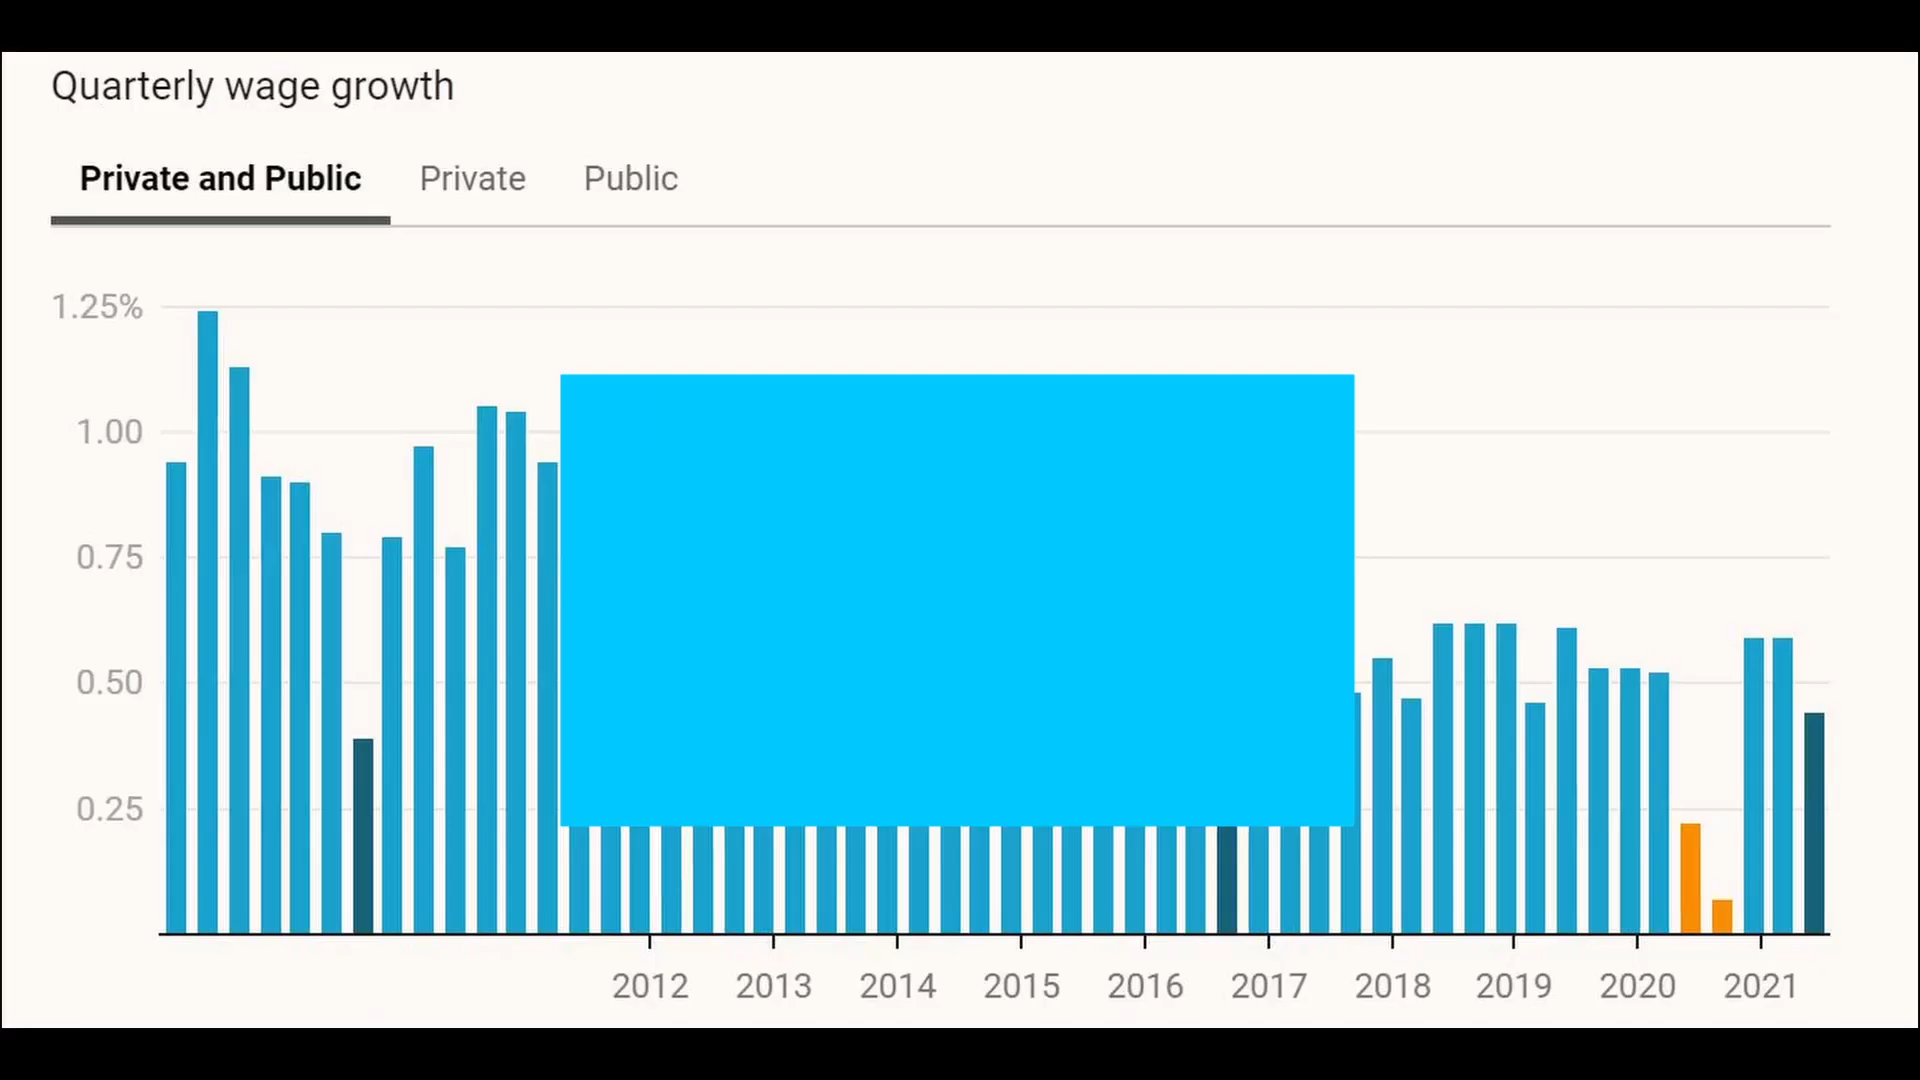 Quarterly wage growth
Private and Public Private Public
1.25%
1.00
0.75
0.50
0.25
2012 2013 2014 2015 2016 2017 2018 2019 2020 2021